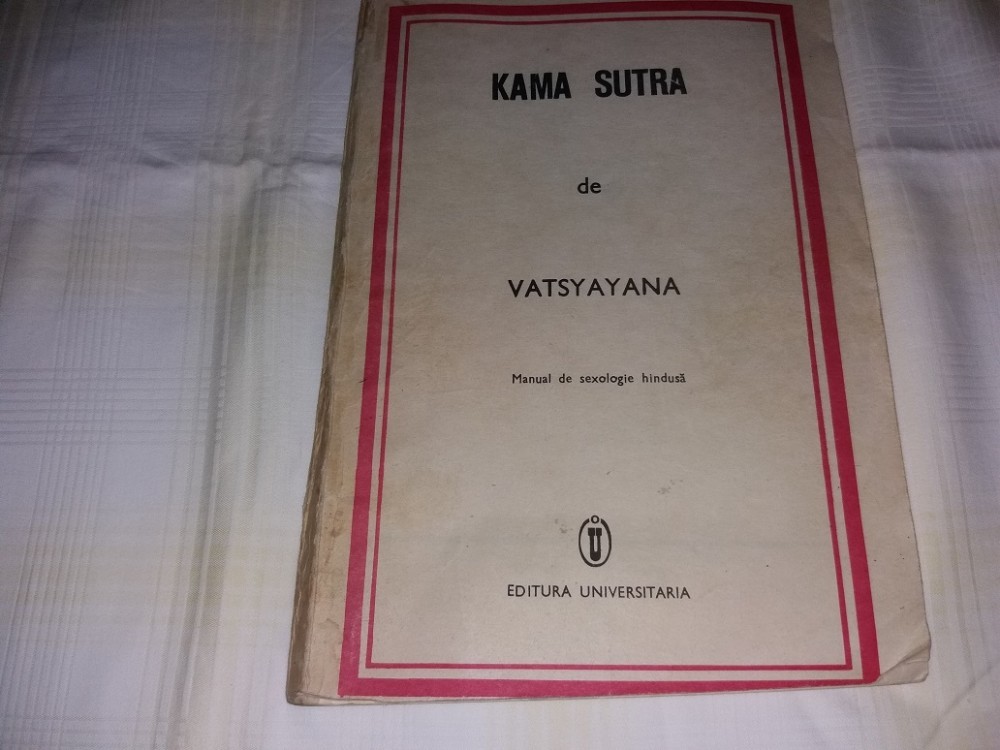 KAMA SUTRA
de
VATSYAYANA
Manual de sexologie hindusă
U
EDITURA UNIVERSITARIA